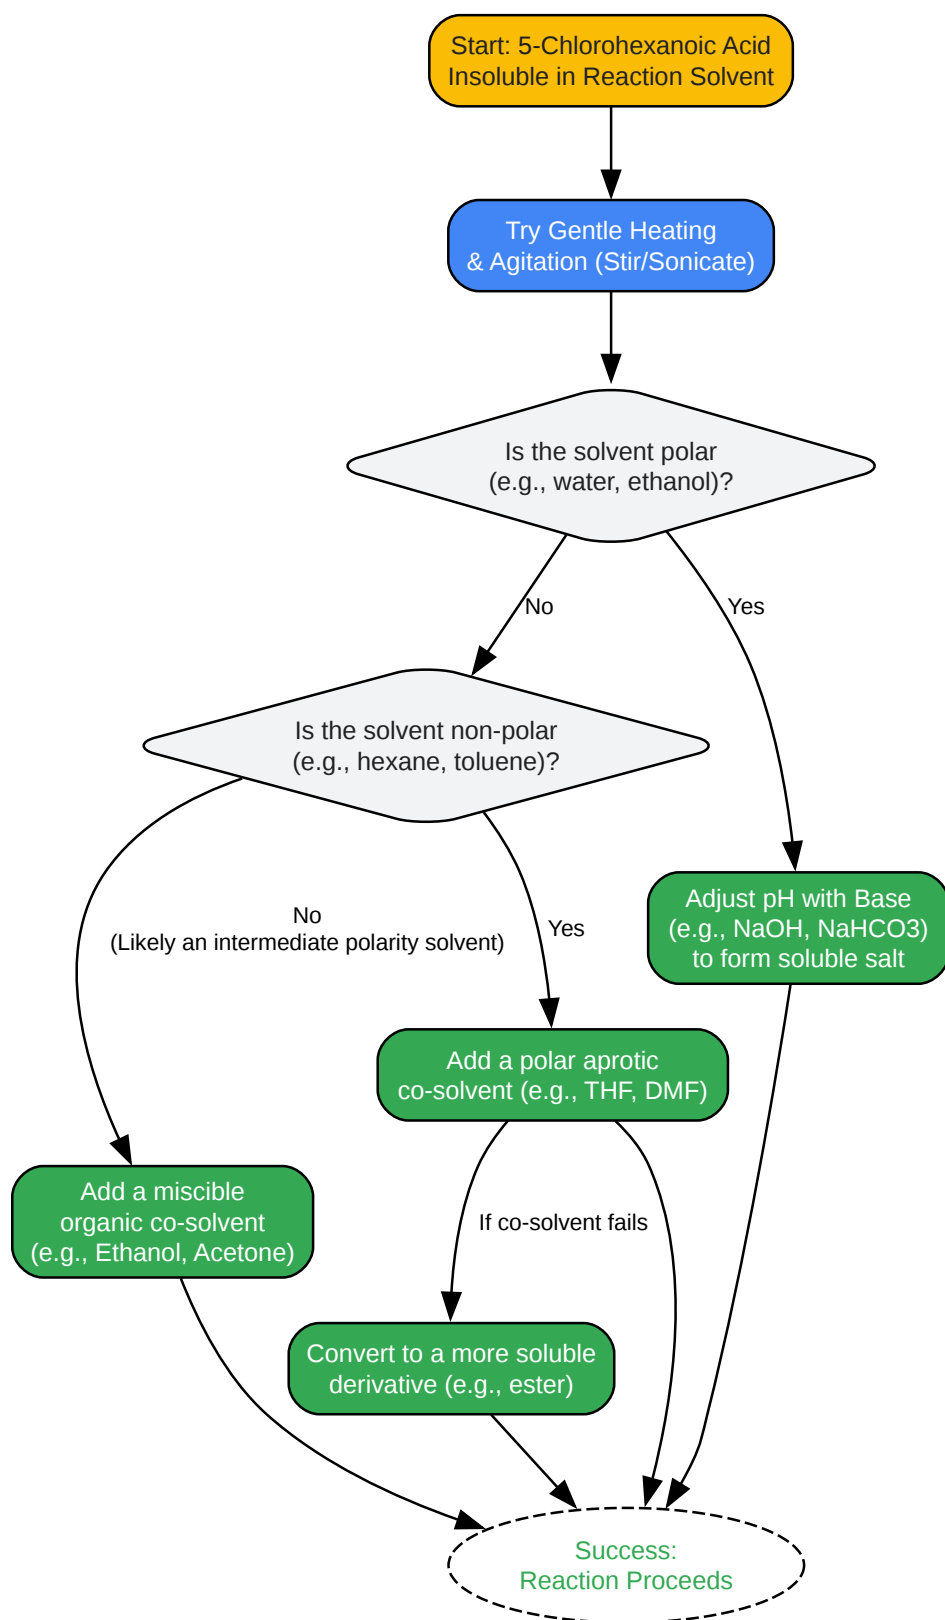 Start: 5-Chlorohexanoic Acid
Insoluble in Reaction Solvent
Try Gentle Heating
& Agitation (Stir/Sonicate)
Is the solvent polar
(e.g., water, ethanol)?
No
Yes
Is the solvent non-polar
(e.g., hexane, toluene)?
No
(Likely an intermediate polarity solvent)
Yes
Adjust pH with Base
(e.g., NaOH, NaHCO3)
to form soluble salt
Add a polar aprotic
co-solvent (e.g., THF, DMF)
Add a miscible
organic co-solvent
(e.g., Ethanol, Acetone)
If co-solvent fails
Convert to a more soluble
derivative (e.g., ester)
Success:
Reaction Proceeds